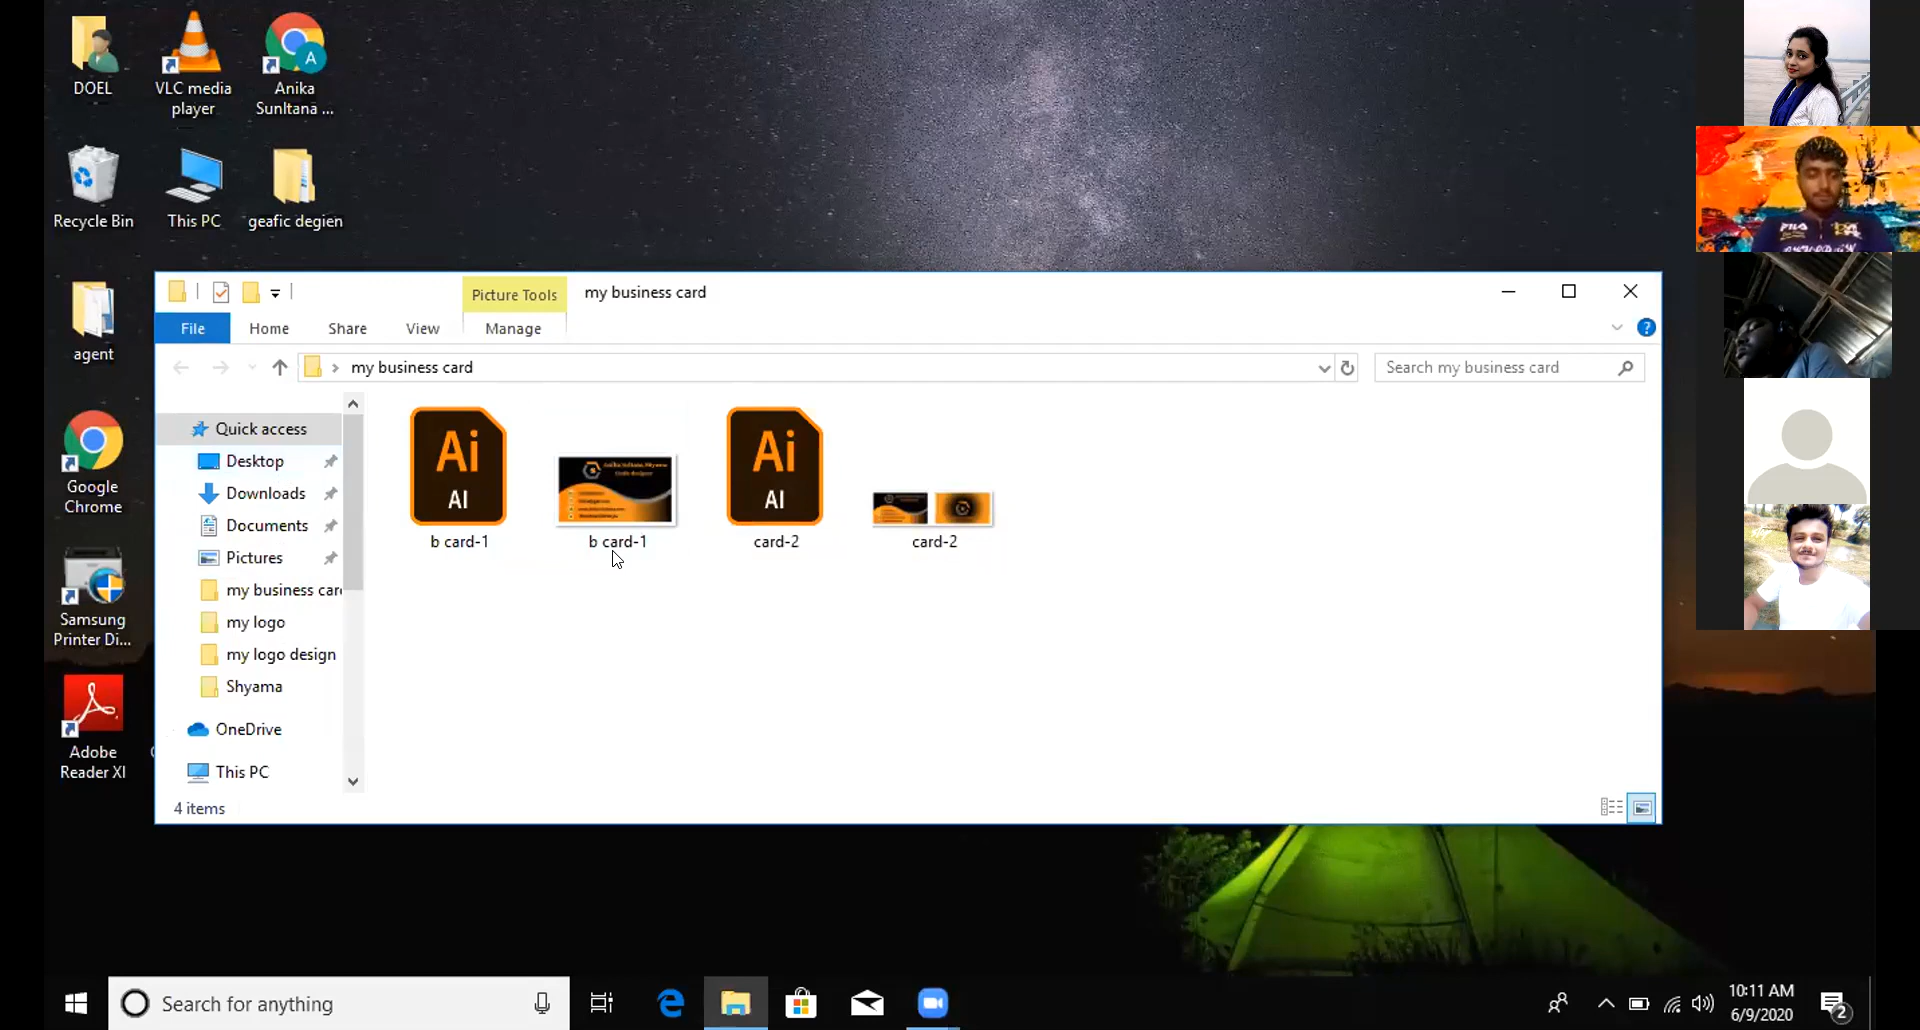 DOEL
VLC media
player
Anika
Sunltana ...
A
Recycle Bin
This PC
geafic degien
agent
Google
Chrome
Samsung
Printer Di...
Adobe
Reader XI
Picture Tools
my business card
File
Home
Share
View
Manage
?
my business card
Search my business card
Quick access
Desktop
Downloads
Documents
Pictures
my business car
my logo
my logo design
Shyama
OneDrive
This PC
Ai
AI
b card-1
b card-1
Ai
AI
card-2
card-2
4 items
FILA
Search for anything
10:11 AM
6/9/2020
2